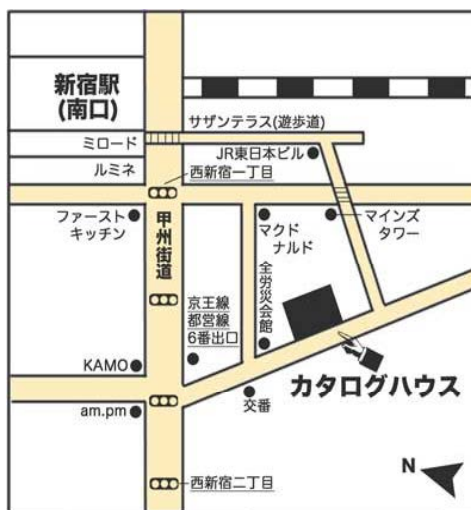 新宿駅
(南口)
サザンテラス(遊歩道)
ミロード
JR東日本ビル
ルミネ
西新宿一丁目
ファースト
キッチン
甲州街道
マクド
ナルド
マインズ
タワー
全労災会館
京王線
都営線
6番出口
KAMO
カタログハウス
am.pm
交番
N
西新宿二丁目